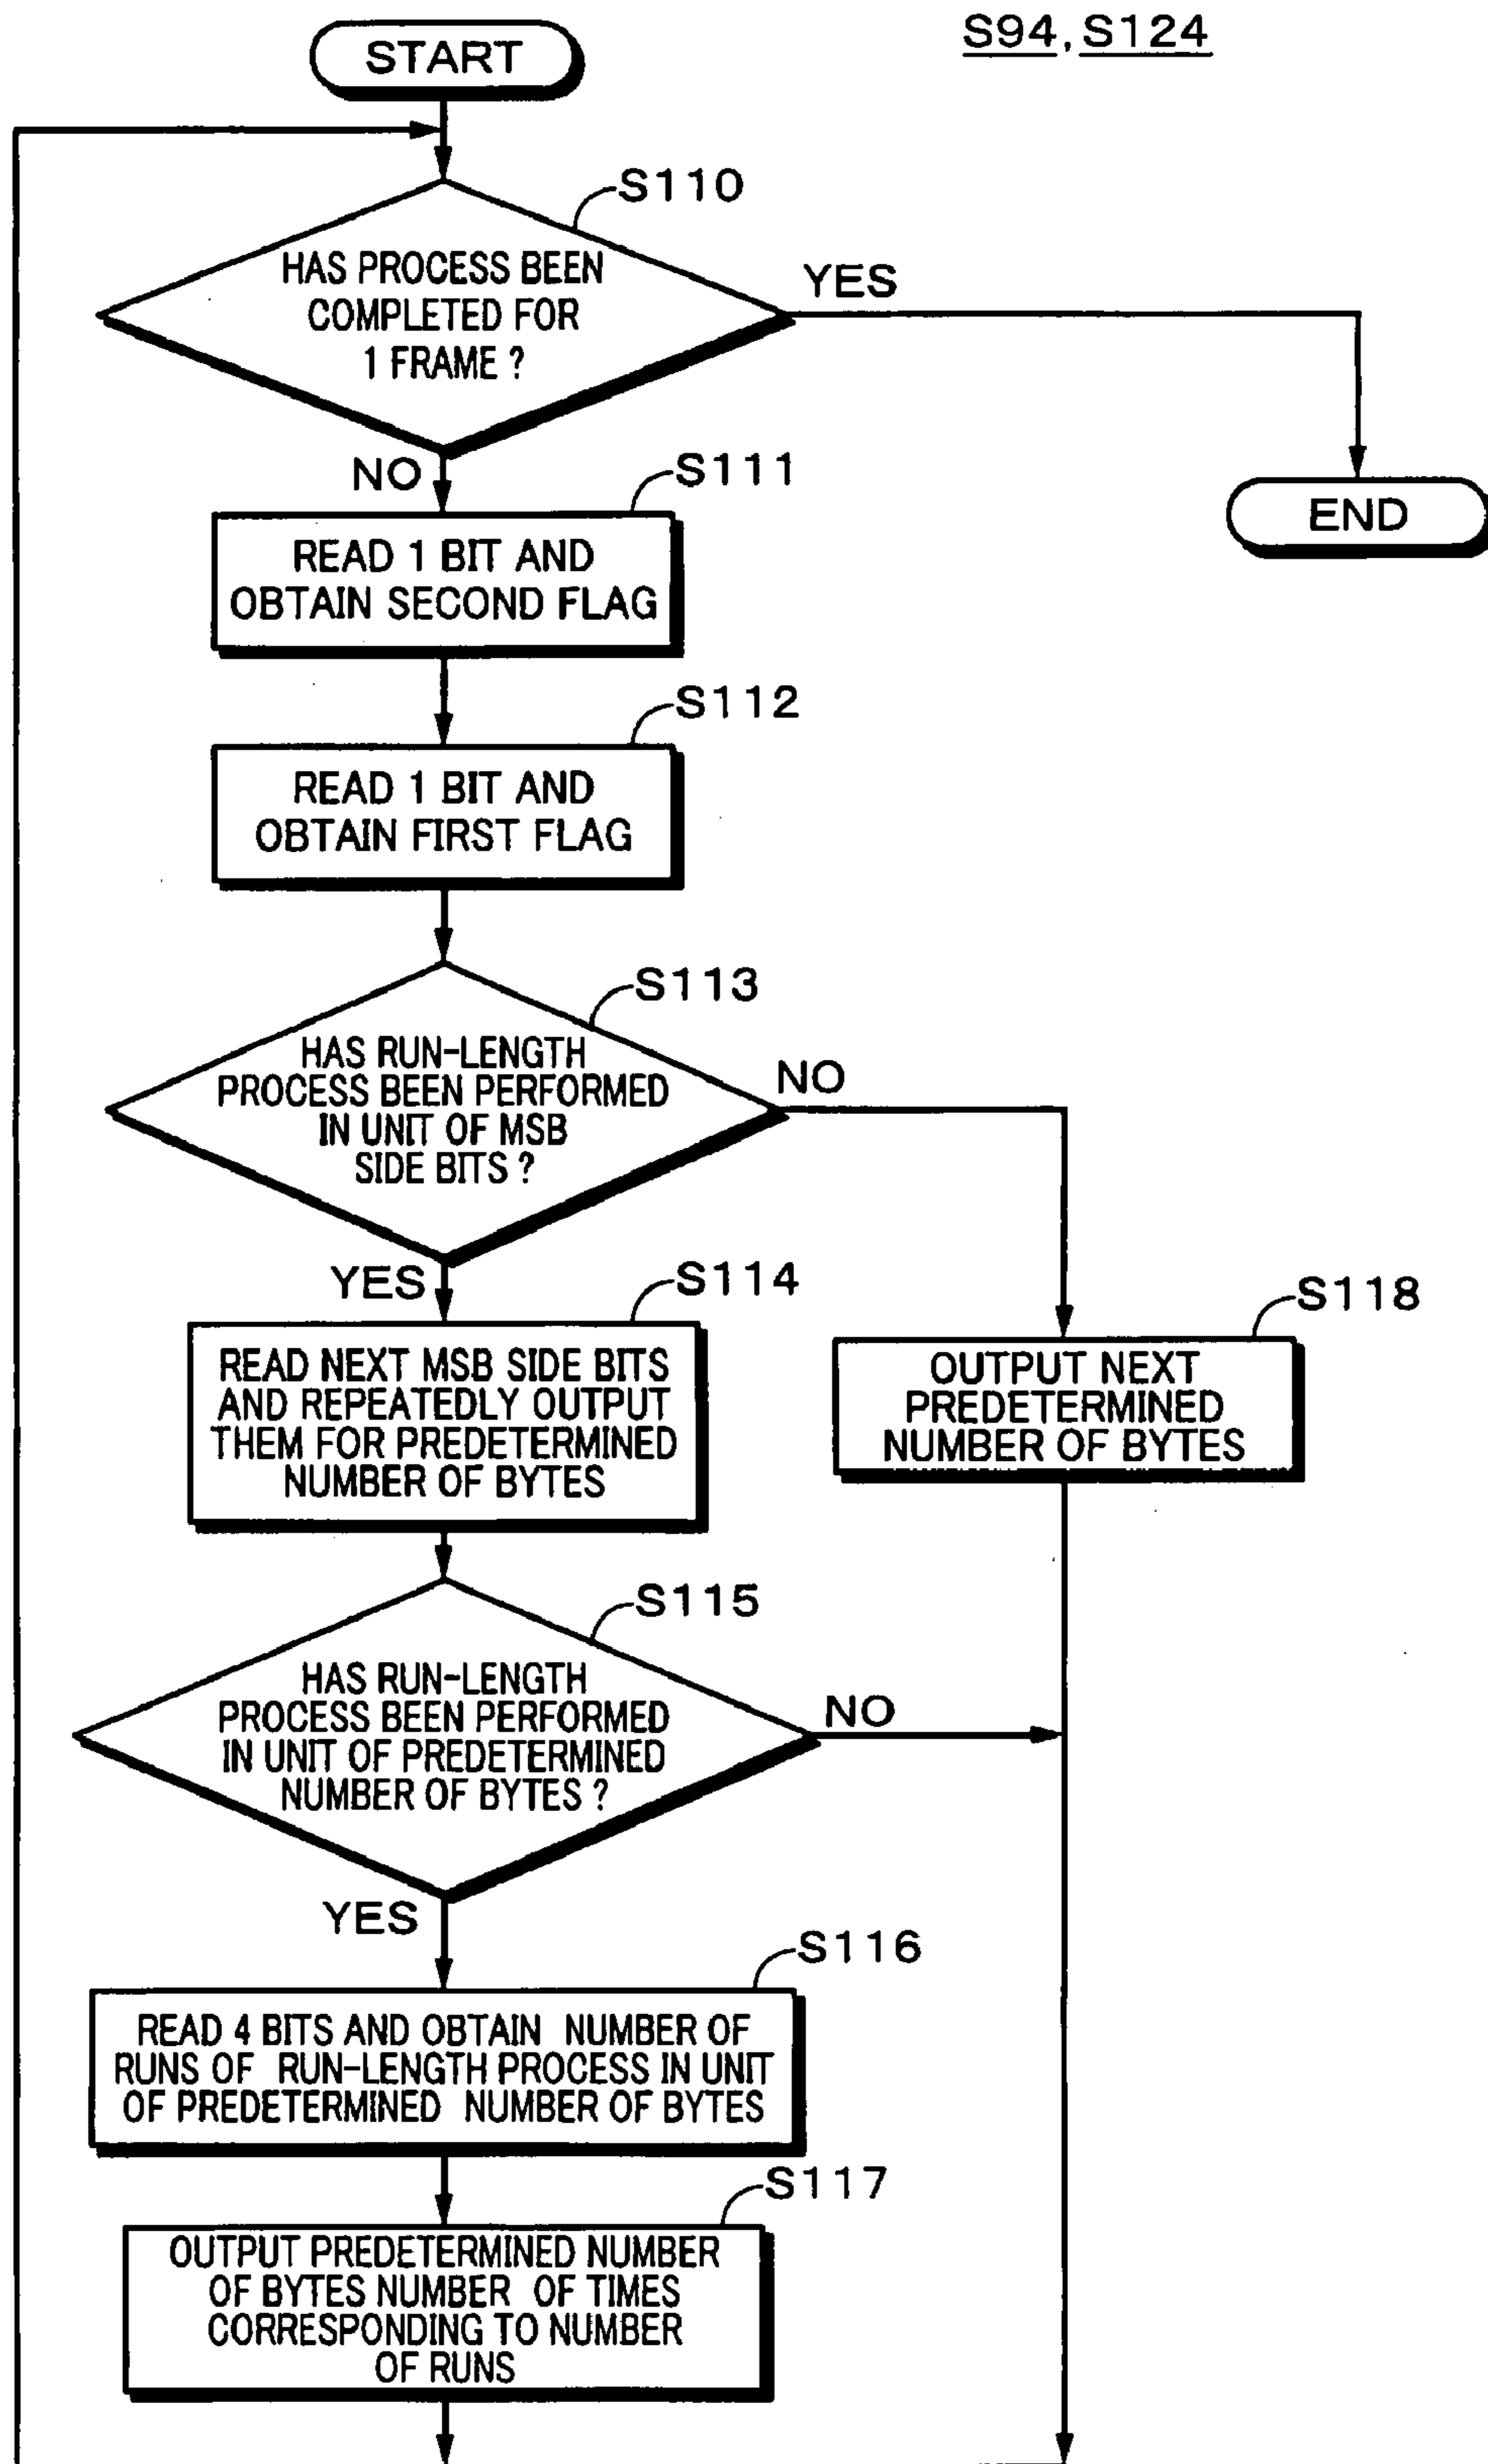 S94, S124
START
S110
HAS PROCESS BEEN
COMPLETED FOR
1 FRAME ?
YES
NO
END
S111
READ 1 BIT AND
OBTAIN SECOND FLAG
S112
READ 1 BIT AND
OBTAIN FIRST FLAG
S113
HAS RUN-LENGTH
PROCESS BEEN PERFORMED
IN UNIT OF MSB
SIDE BITS ?
NO
YES
S114
READ NEXT MSB SIDE BITS
AND REPEATEDLY OUTPUT
THEM FOR PREDETERMINED
NUMBER OF BYTES
S118
OUTPUT NEXT
PREDETERMINED
NUMBER OF BYTES
S115
HAS RUN-LENGTH
PROCESS BEEN PERFORMED
IN UNIT OF PREDETERMINED
NUMBER OF BYTES ?
NO
YES
S116
READ 4 BITS AND OBTAIN NUMBER OF
RUNS OF RUN-LENGTH PROCESS IN UNIT
OF PREDETERMINED NUMBER OF BYTES
S117
OUTPUT PREDETERMINED NUMBER
OF BYTES NUMBER OF TIMES
CORRESPONDING TO NUMBER
OF RUNS